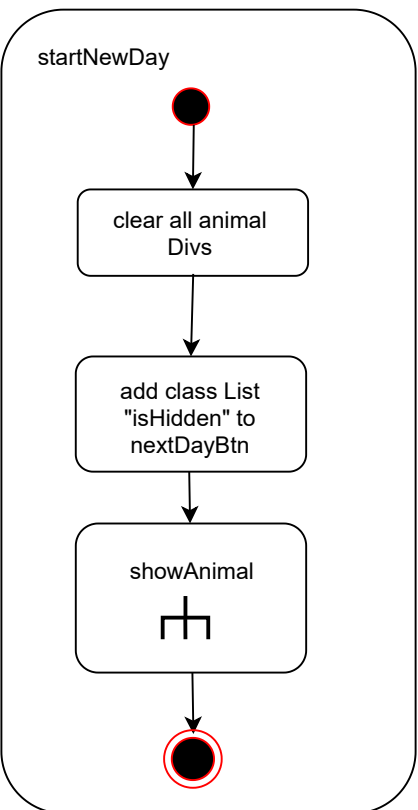 startNewDay
clear all animal
Divs
add class List
"isHidden" to
nextDayBtn
showAnimal